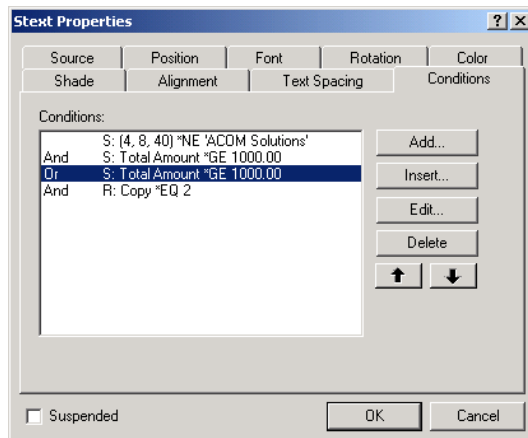 Stext Properties
Source Position Font Rotation Color
Shade Alignment Text Spacing Conditions
Conditions:
S: (4, 8, 40) *NE 'ACOM Solutions'
And S: Total Amount *GE 1000.00
Or S: Total Amount *GE 1000.00
And R: Copy *EQ 2
Add...
Insert...
Edit...
Delete
Suspended
OK Cancel